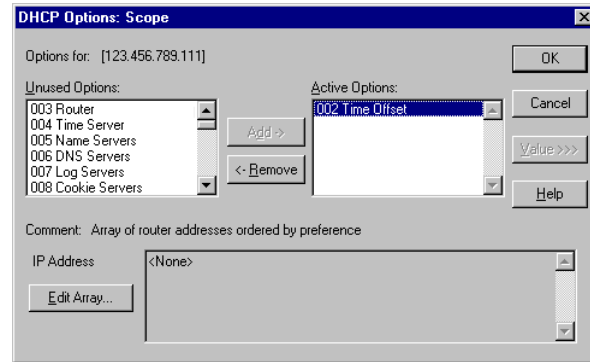 DHCP Options: Scope
Options for: [123.456.789.111]
OK
Unused Options:
Active Options:
003 Router
004 Time Server
005 Name Servers
006 DNS Servers
007 Log Servers
008 Cookie Servers
Add ->
<- Remove
002 Time Offset
Cancel
Value >>>
Help
Comment: Array of router addresses ordered by preference
IP Address
<None>
Edit Array...